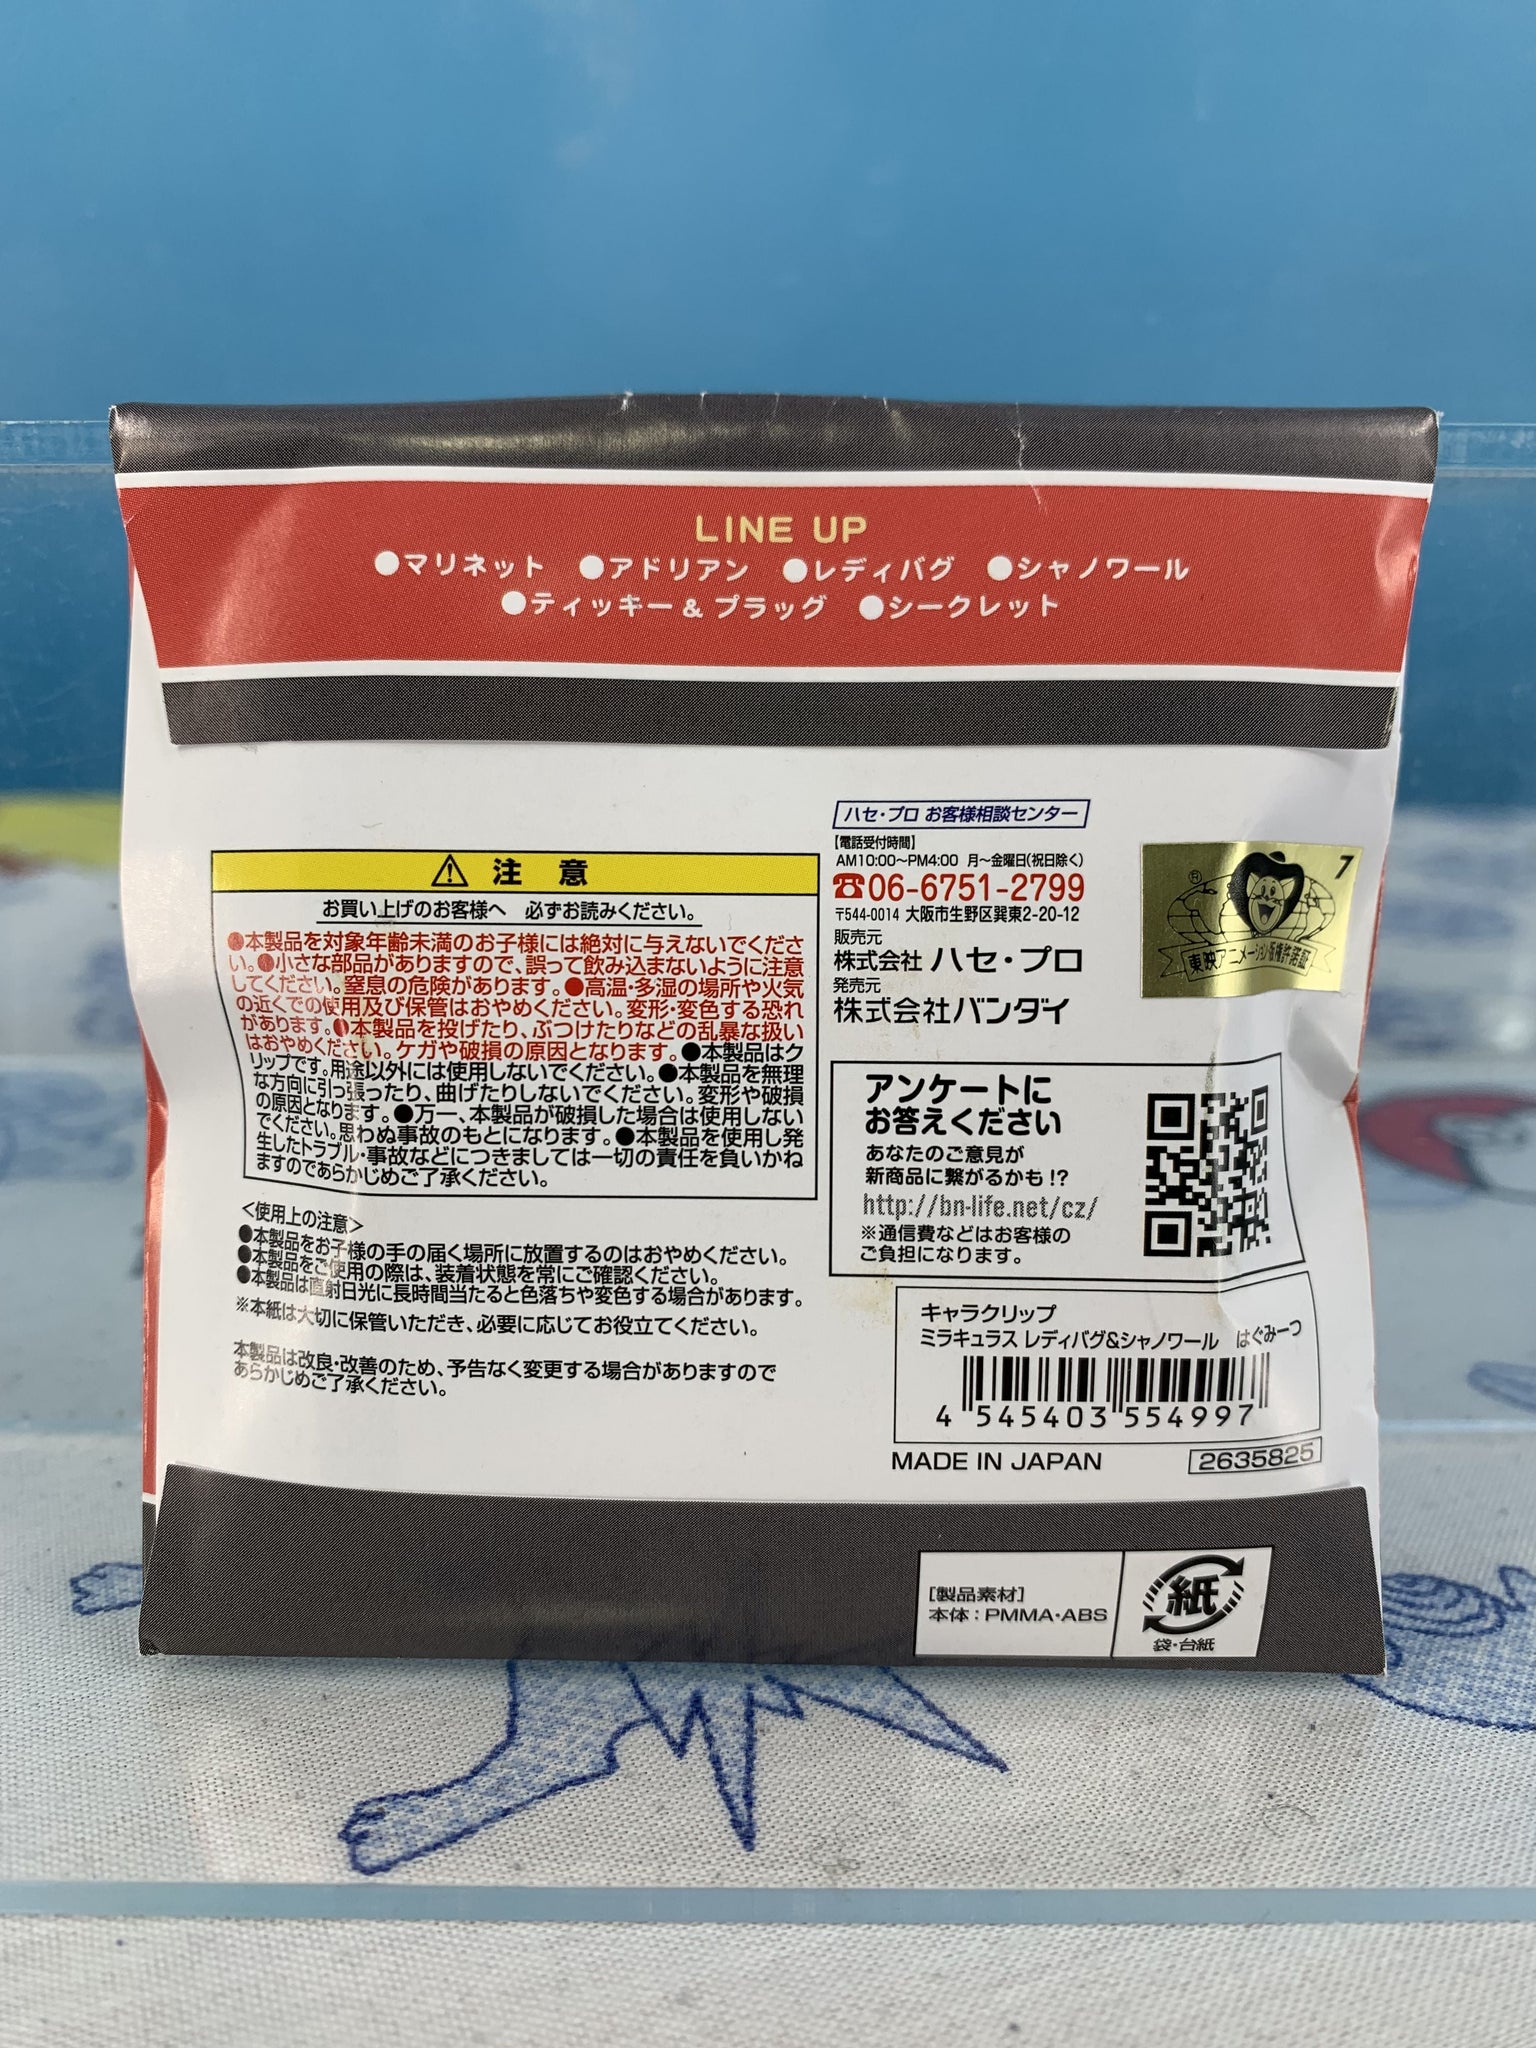 LINE UP
●マリネット ●アドリアン ●レディバグ ●シャノワール
●ティッキー & プラッグ ●シークレット
⚠ 注 意
お買い上げのお客様へ 必ずお読みください。
●本製品を対象年齢未満のお子様には絶対に与えないでくださ
い。●小さな部品がありますので、誤って飲み込まないように注意
してください。窒息の危険があります。●高温・多湿の場所や火気
の近くでの使用及び保管はおやめください。変形・変色する恐れ
があります。●本製品を投げたり、ぶつけたりなどの乱暴な扱い
はおやめください。ケガや破損の原因となります。●本製品はク
リップです。用途以外には使用しないでください。●本製品を無理
な方向に引っ張ったり、曲げたりしないでください。変形や破損
の原因となります。●万一、本製品が破損した場合は使用しない
でください。思わぬ事故のもとになります。●本製品を使用し発
生したトラブル・事故などにつきましては一切の責任を負いかね
ますのであらかじめご了承ください。
<使用上の注意>
●本製品をお子様の手の届く場所に放置するのはおやめください。
●本製品をご使用の際は、装着状態を常にご確認ください。
●本製品は直射日光に長時間当たると色落ちや変色する場合があります。
※本紙は大切に保管いただき、必要に応じてお役立てください。
本製品は改良・改善のため、予告なく変更する場合がありますので
あらかじめご了承ください。
ハセ・プロ お客様相談センター
【電話受付時間】
AM10:00〜PM4:00 月〜金曜日(祝日除く)
☎06-6751-2799
〒544-0014 大阪市生野区巽東2-20-12
販売元
株式会社 ハセ・プロ
発売元
株式会社バンダイ
7
東映アニメーション版権許諾証
アンケートに
お答えください
あなたのご意見が
新商品に繋がるかも!?
http://bn-life.net/cz/
※通信費などはお客様の
ご負担になります。
キャラクリップ
ミラキュラス レディバグ&シャノワール はぐみーつ
4 545403 554997
MADE IN JAPAN 2635825
[製品素材]
本体:PMMA・ABS
紙
袋・台紙